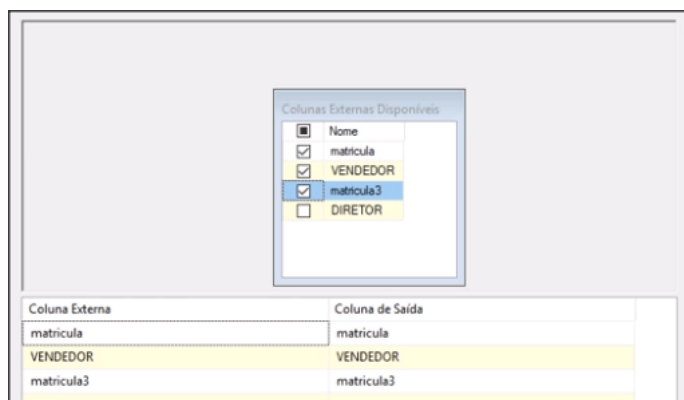 Colunas Externas Disponíveis
Nome
matricula
VENDEDOR
matricula3
DIRETOR
Coluna Externa Coluna de Saída
matricula matricula
VENDEDOR VENDEDOR
matricula3 matricula3